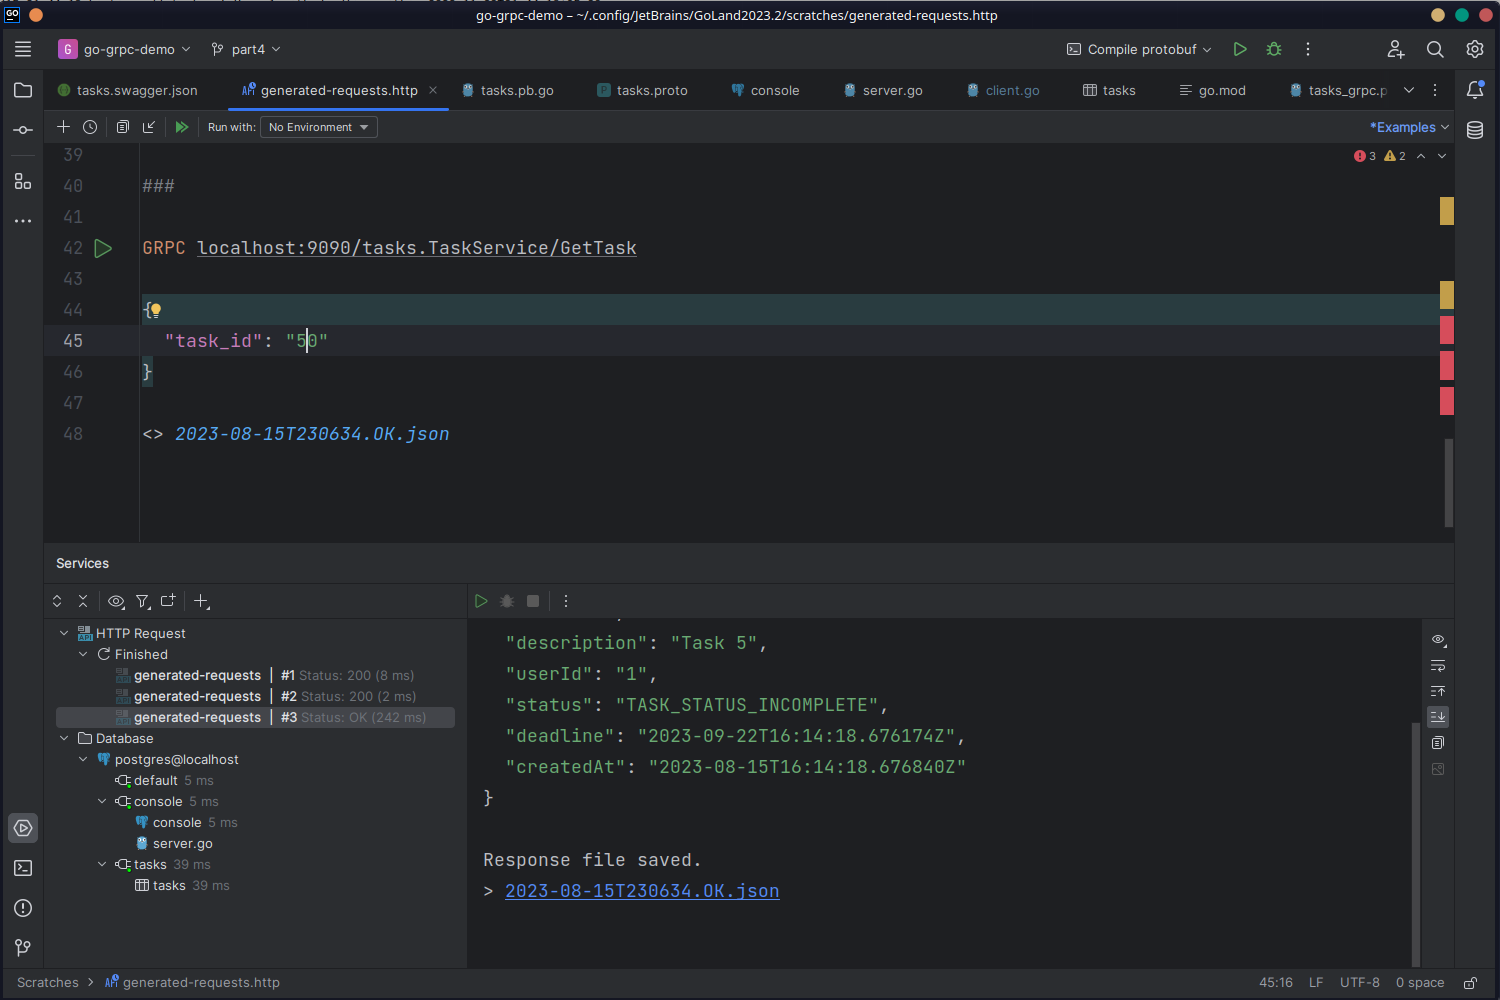 GO
go-grpc-demo – ~/.config/JetBrains/GoLand2023.2/scratches/generated-requests.http
G go-grpc-demo part4 Compile protobuf
tasks.swagger.json API generated-requests.http tasks.pb.go P tasks.proto console server.go client.go tasks go.mod tasks_grpc.p
Run with: No Environment *Examples
39 3 2
40 ###
41
42 GRPC localhost:9090/tasks.TaskService/GetTask
43
44 {
45 "task_id": "50"
46 }
47
48 <> 2023-08-15T230634.OK.json
Services
HTTP Request
Finished
generated-requests | #1 Status: 200 (8 ms)
generated-requests | #2 Status: 200 (2 ms)
generated-requests | #3 Status: OK (242 ms)
Database
postgres@localhost
default 5 ms
console 5 ms
console 5 ms
server.go
tasks 39 ms
tasks 39 ms
"description": "Task 5",
"userId": "1",
"status": "TASK_STATUS_INCOMPLETE",
"deadline": "2023-09-22T16:14:18.676174Z",
"createdAt": "2023-08-15T16:14:18.676840Z"
}
Response file saved.
> 2023-08-15T230634.OK.json
Scratches > API generated-requests.http 45:16 LF UTF-8 0 space